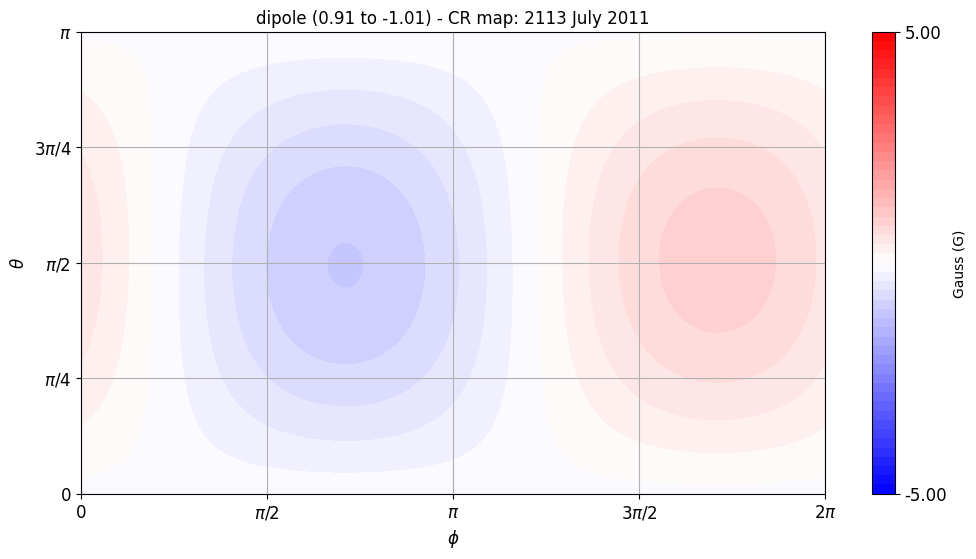 dipole (0.91 to -1.01) - CR map: 2113 July 2011
π
3π/4
π/2
π/4
0
θ
0
π/2
π
3π/2
2π
ϕ
5.00
-5.00
Gauss (G)